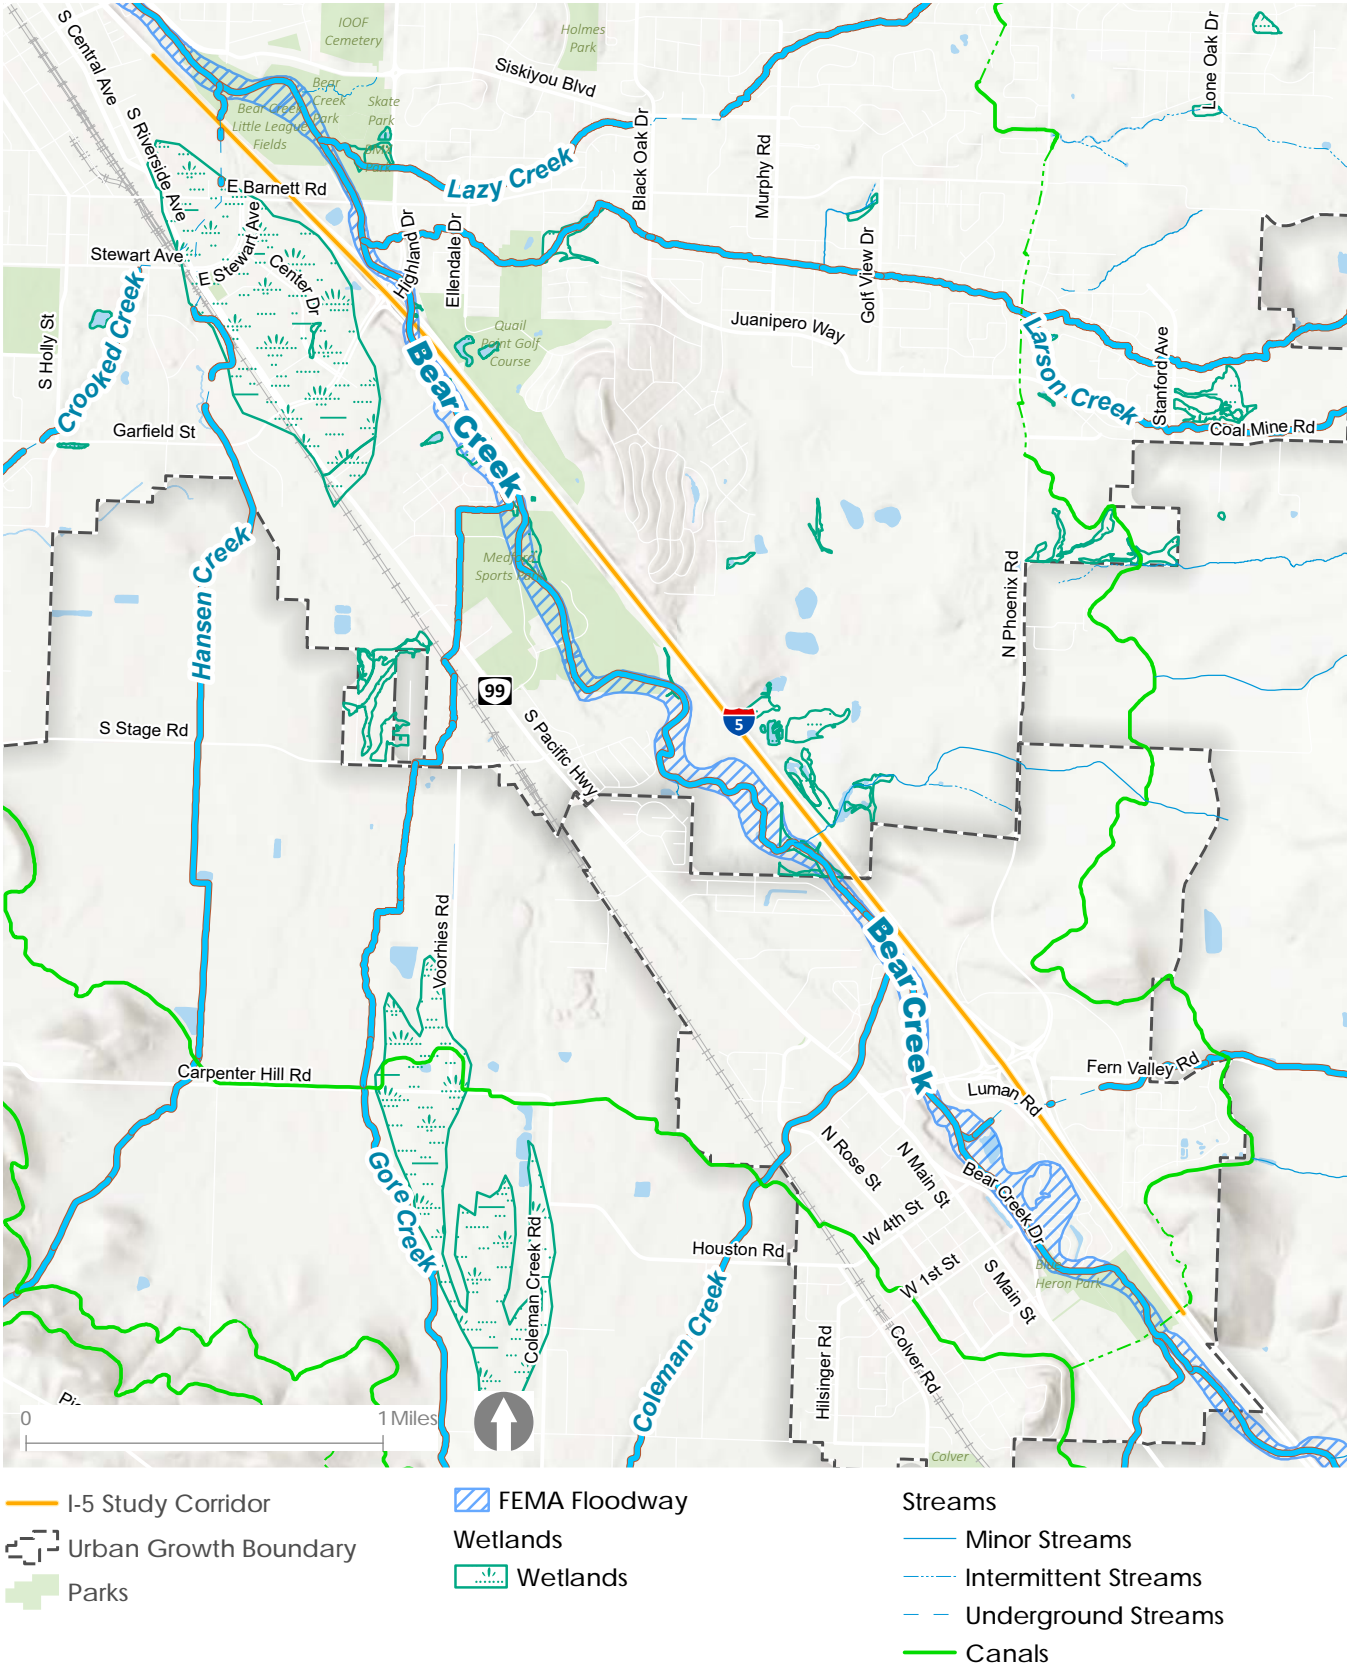 S Central Ave
IOOF
Cemetery
Holmes
Park
Siskiyou Blvd
Lone Oak Dr
Bear
Creek
Park
Skate
Park
Bear Creek
Little League
Fields
S Riverside Ave
Black Oak Dr
Murphy Rd
Lazy Creek
E Barnett Rd
Stewart Ave
E Stewart Ave
Center Dr
Highland Dr
Ellendale Dr
Golf View Dr
Crooked Creek
S Holly St
Juanipero Way
Quail
Point Golf
Course
Larson Creek
Stanford Ave
Bear Creek
Garfield St
Coal Mine Rd
Hansen Creek
Medford
Sports Park
N Phoenix Rd
99
5
S Stage Rd
S Pacific Hwy
Voorhies Rd
Bear Creek
Carpenter Hill Rd
Fern Valley Rd
Luman Rd
N Rose St
N Main St
Gore Creek
Bear Creek Dr
W 4th St
Houston Rd
Coleman Creek Rd
W 1st St
S Main St
Blue
Heron Park
Coleman Creek
Hilsinger Rd
Colver Rd
Colver
0
1 Miles
I-5 Study Corridor
Urban Growth Boundary
Parks
FEMA Floodway
Wetlands
Wetlands
Streams
Minor Streams
Intermittent Streams
Underground Streams
Canals